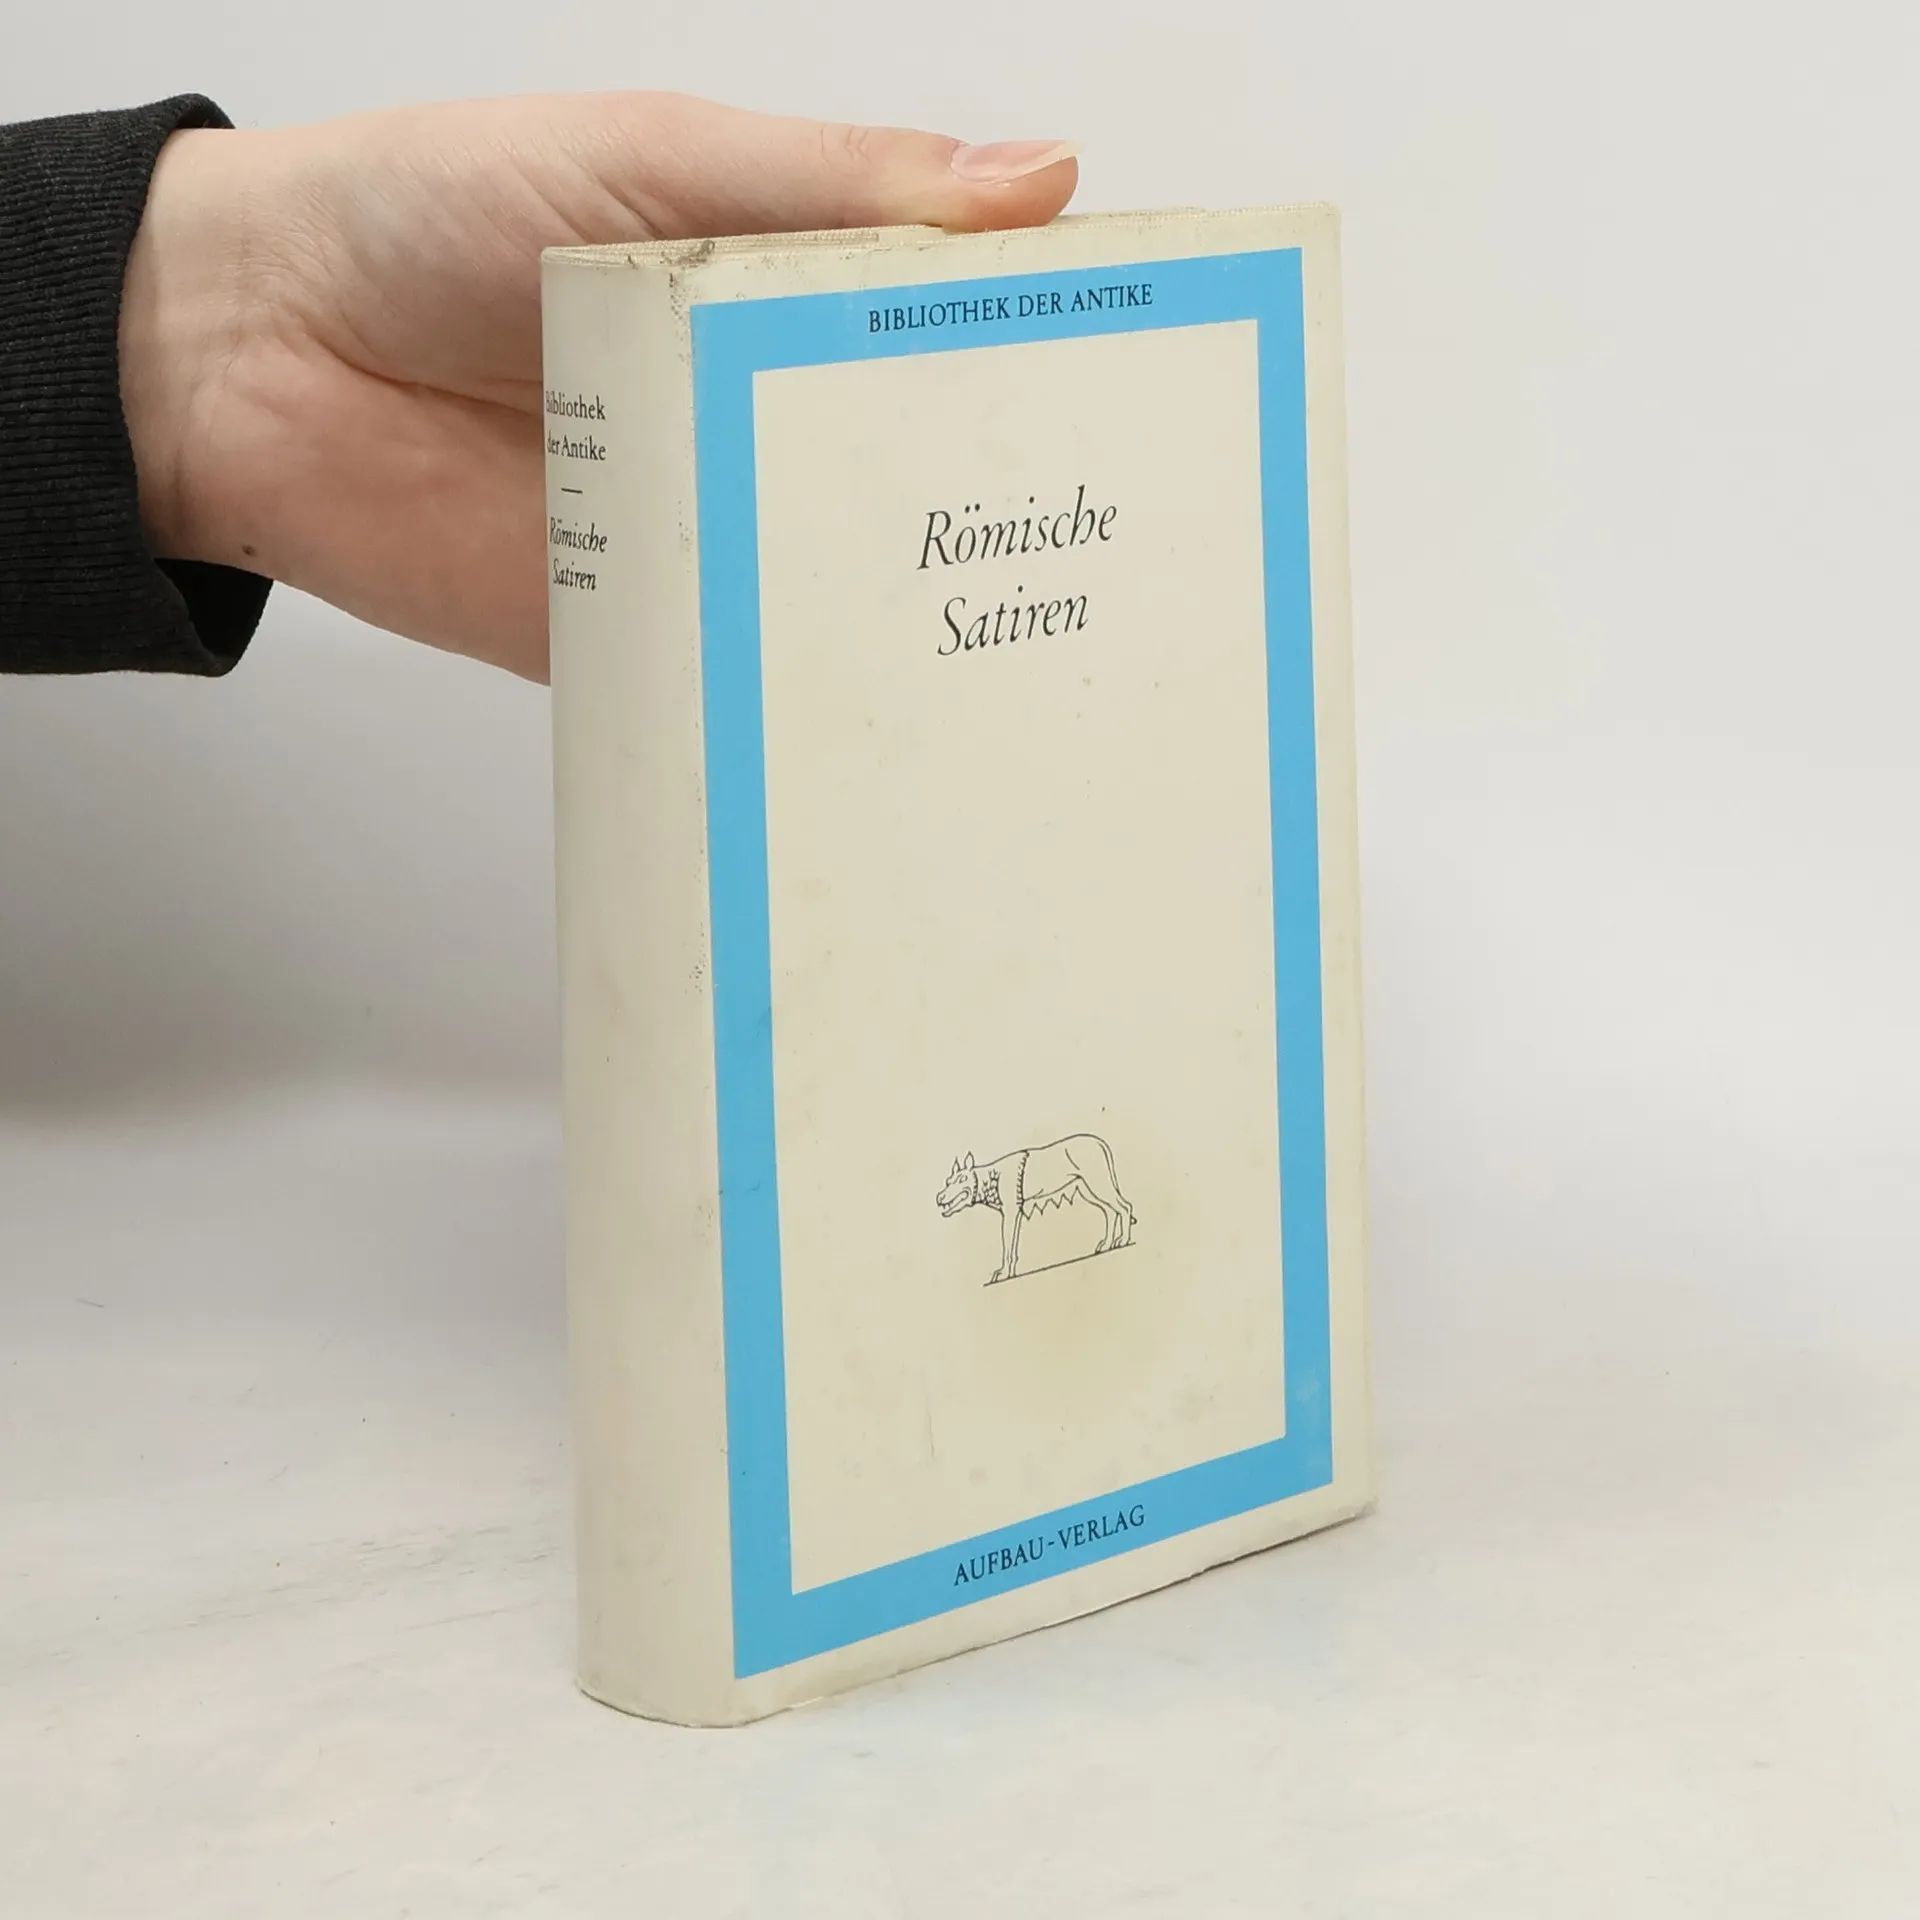 Bibliothek
der Antike
Römische
Satiren
BIBLIOTHEK DER ANTIKE
Römische
Satiren
AUFBAU-VERLAG